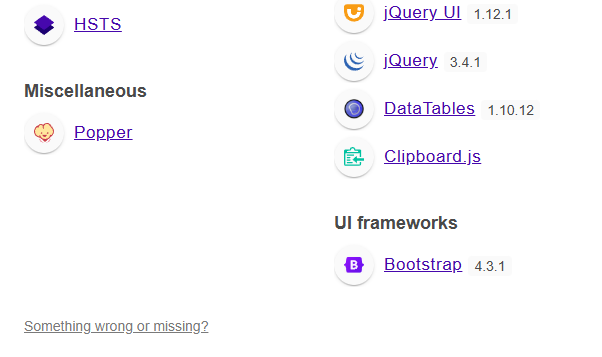 HSTS
Miscellaneous
Popper
jQuery UI 1.12.1
jQuery 3.4.1
DataTables 1.10.12
Clipboard.js
UI frameworks
Bootstrap 4.3.1
Something wrong or missing?